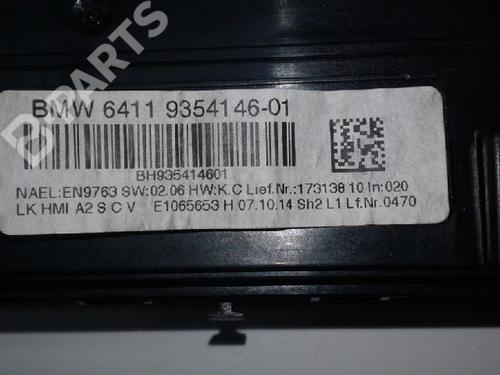 B PARTS
BMW 6411 9354146-01
BH935414601
NAEL:EN9763 SW:02.06 HW:K.C Lief.Nr.:173138 10 In:020
LK HMI A2 S C V E1065653 H 07.10.14 Sh2 L1 Lf.Nr.0470